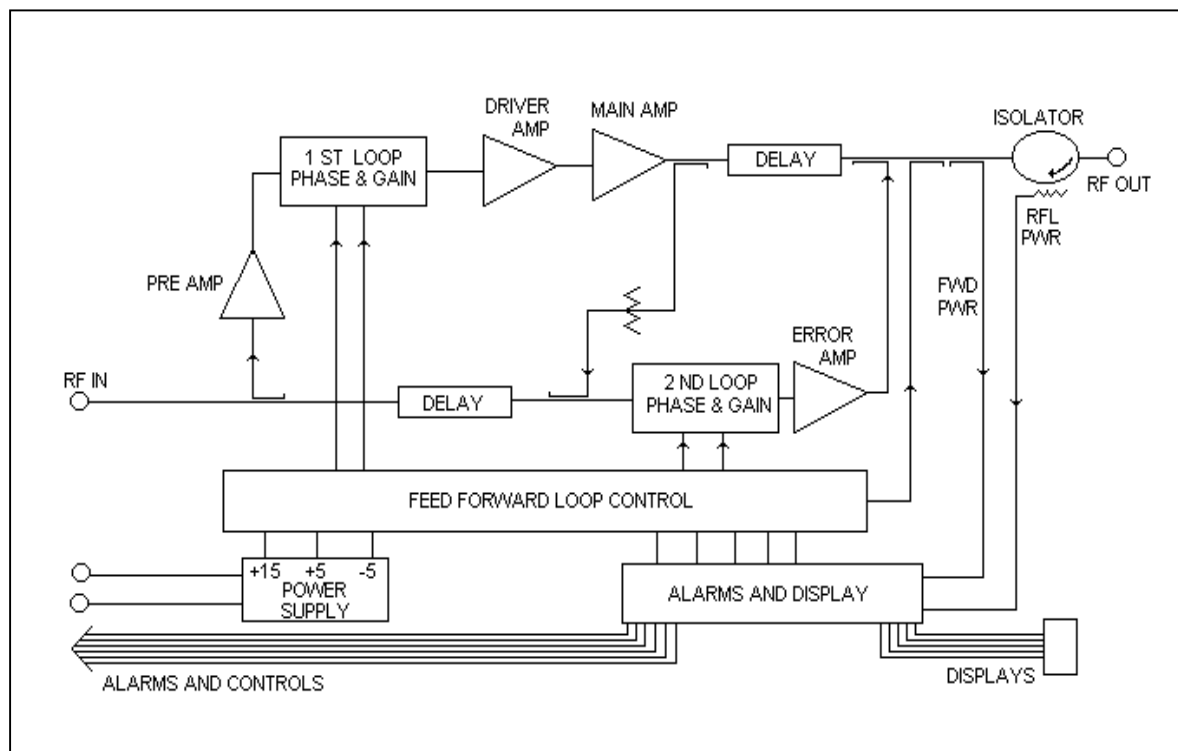 DRIVER
AMP
MAIN AMP
ISOLATOR
1 ST LOOP
PHASE & GAIN
DELAY
RF OUT
RFL
PWR
PRE AMP
FWD
PWR
ERROR
AMP
RF IN
DELAY
2 ND LOOP
PHASE & GAIN
FEED FORWARD LOOP CONTROL
+15 +5 -5
POWER
SUPPLY
ALARMS AND DISPLAY
ALARMS AND CONTROLS
DISPLAYS